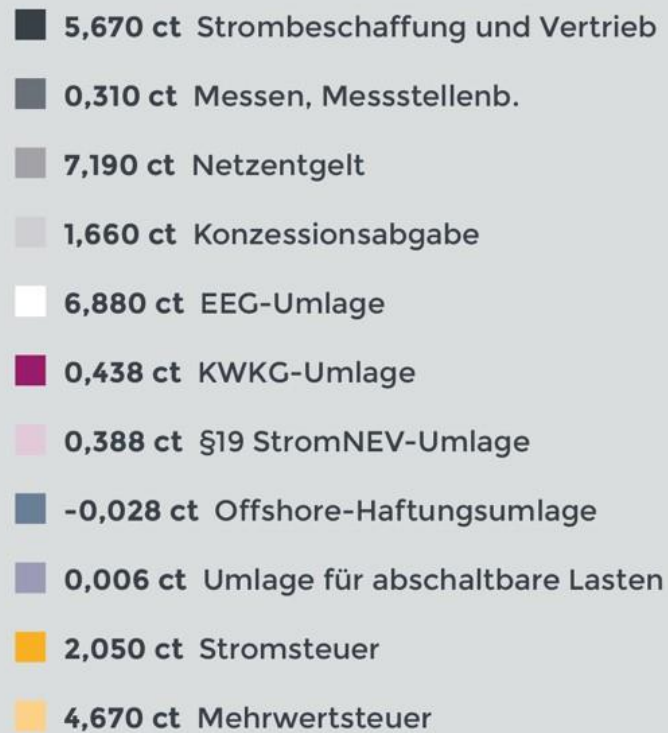 5,670 ct Strombeschaffung und Vertrieb
0,310 ct Messen, Messstellenb.
7,190 ct Netzentgelt
1,660 ct Konzessionsabgabe
6,880 ct EEG-Umlage
0,438 ct KWKG-Umlage
0,388 ct §19 StromNEV-Umlage
-0,028 ct Offshore-Haftungsumlage
0,006 ct Umlage für abschaltbare Lasten
2,050 ct Stromsteuer
4,670 ct Mehrwertsteuer